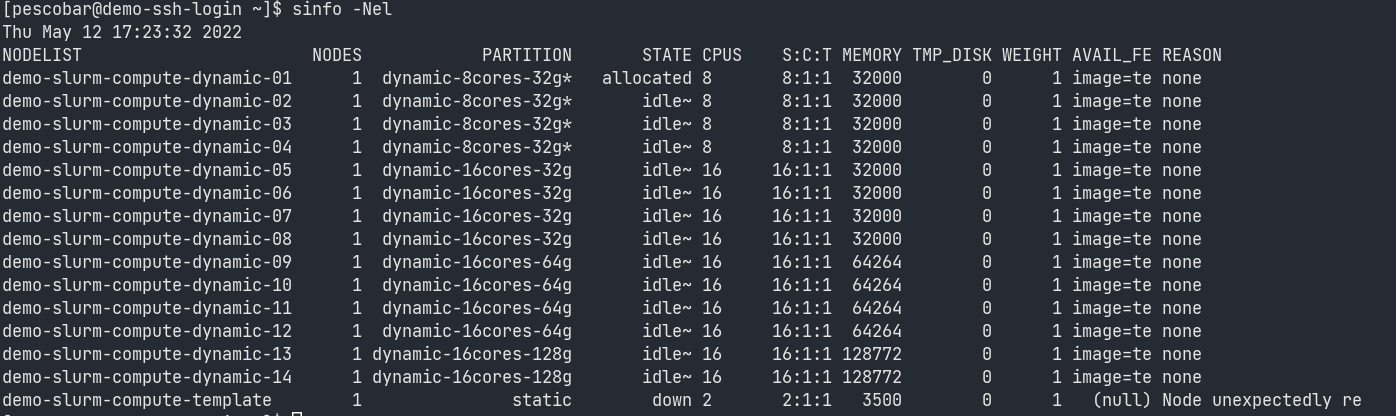 [pescobar@demo-ssh-login ~]$ sinfo -Nel
Thu May 12 17:23:32 2022
NODELIST NODES PARTITION STATE CPUS S:C:T MEMORY TMP_DISK WEIGHT AVAIL_FE REASON
demo-slurm-compute-dynamic-01 1 dynamic-8cores-32g* allocated 8 8:1:1 32000 0 1 image=te none
demo-slurm-compute-dynamic-02 1 dynamic-8cores-32g* idle~ 8 8:1:1 32000 0 1 image=te none
demo-slurm-compute-dynamic-03 1 dynamic-8cores-32g* idle~ 8 8:1:1 32000 0 1 image=te none
demo-slurm-compute-dynamic-04 1 dynamic-8cores-32g* idle~ 8 8:1:1 32000 0 1 image=te none
demo-slurm-compute-dynamic-05 1 dynamic-16cores-32g idle~ 16 16:1:1 32000 0 1 image=te none
demo-slurm-compute-dynamic-06 1 dynamic-16cores-32g idle~ 16 16:1:1 32000 0 1 image=te none
demo-slurm-compute-dynamic-07 1 dynamic-16cores-32g idle~ 16 16:1:1 32000 0 1 image=te none
demo-slurm-compute-dynamic-08 1 dynamic-16cores-32g idle~ 16 16:1:1 32000 0 1 image=te none
demo-slurm-compute-dynamic-09 1 dynamic-16cores-64g idle~ 16 16:1:1 64264 0 1 image=te none
demo-slurm-compute-dynamic-10 1 dynamic-16cores-64g idle~ 16 16:1:1 64264 0 1 image=te none
demo-slurm-compute-dynamic-11 1 dynamic-16cores-64g idle~ 16 16:1:1 64264 0 1 image=te none
demo-slurm-compute-dynamic-12 1 dynamic-16cores-64g idle~ 16 16:1:1 64264 0 1 image=te none
demo-slurm-compute-dynamic-13 1 dynamic-16cores-128g idle~ 16 16:1:1 128772 0 1 image=te none
demo-slurm-compute-dynamic-14 1 dynamic-16cores-128g idle~ 16 16:1:1 128772 0 1 image=te none
demo-slurm-compute-template 1 static down 2 2:1:1 3500 0 1 (null) Node unexpectedly re